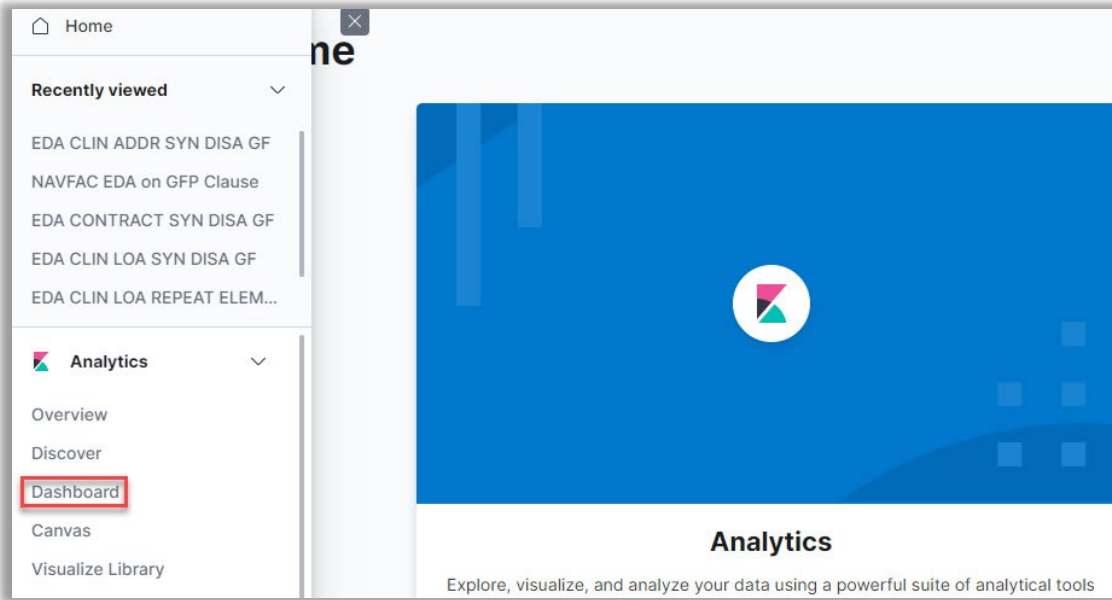 Home
me
Recently viewed
EDA CLIN ADDR SYN DISA GF
NAVFAC EDA on GFP Clause
EDA CONTRACT SYN DISA GF
EDA CLIN LOA SYN DISA GF
EDA CLIN LOA REPEAT ELEM...
Analytics
Overview
Discover
Dashboard
Canvas
Visualize Library
Analytics
Explore, visualize, and analyze your data using a powerful suite of analytical tools